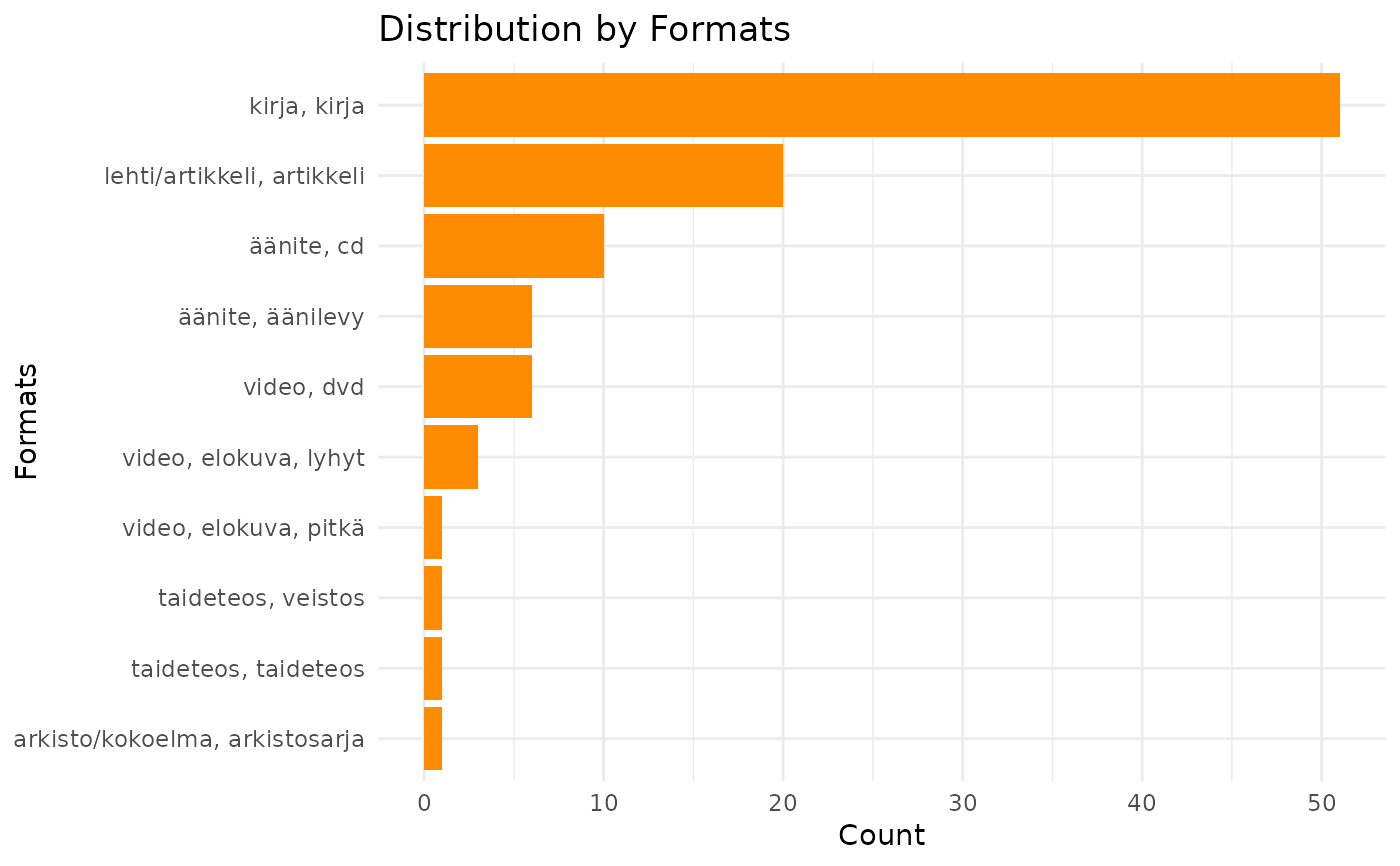 Distribution by Formats
kirja, kirja
lehti/artikkeli, artikkeli
äänite, cd
äänite, äänilevy
video, dvd
video, elokuva, lyhyt
video, elokuva, pitkä
taideteos, veistos
taideteos, taideteos
arkisto/kokoelma, arkistosarja
Formats
0 10 20 30 40 50
Count